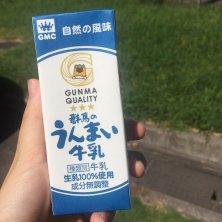 GMC
自然の風味
GUNMA
QUALITY
群馬の
うんまい
牛乳
種類別 牛乳
生乳100%使用
成分無調整